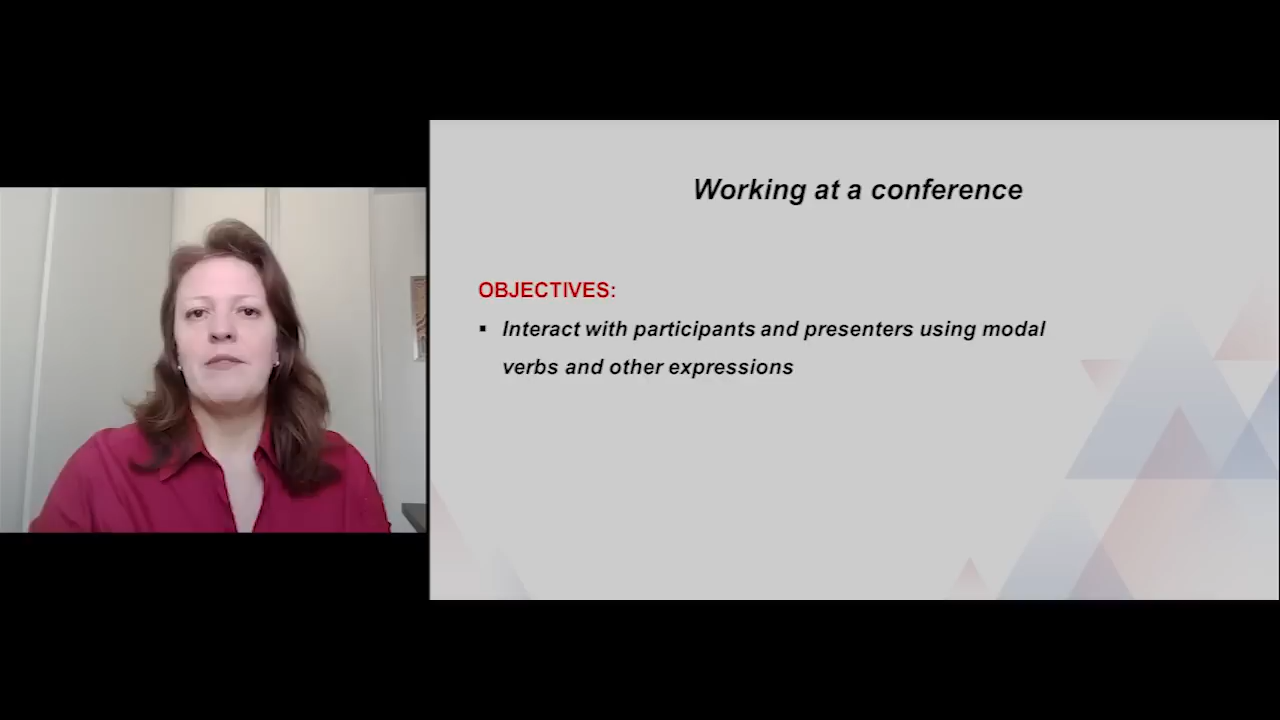 Working at a conference
OBJECTIVES:
▪ Interact with participants and presenters using modal
verbs and other expressions